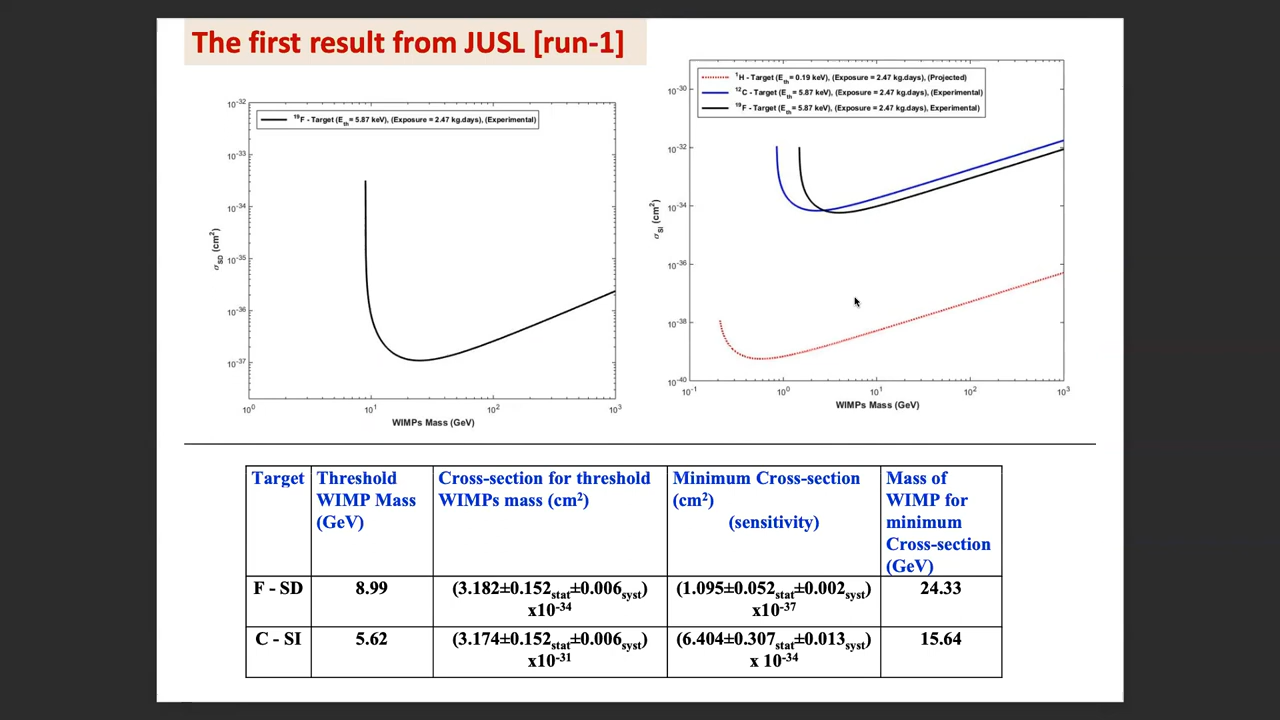 The first result from JUSL [run-1]
19F - Target (Eth= 5.87 keV), (Exposure = 2.47 kg.days), (Experimental)
10-32
10-33
10-34
10-35
10-36
10-37
σSD (cm2)
100
101
102
103
WIMPs Mass (GeV)
1H - Target (Eth= 0.19 keV), (Exposure = 2.47 kg.days), (Projected)
12C - Target (Eth= 5.87 keV), (Exposure = 2.47 kg.days), (Experimental)
19F - Target (Eth= 5.87 keV), (Exposure = 2.47 kg.days), Experimental)
10-30
10-32
10-34
10-36
10-38
10-40
σSI (cm2)
10-1
100
101
102
103
WIMPs Mass (GeV)
Target
Threshold
WIMP Mass
(GeV)
Cross-section for threshold
WIMPs mass (cm2)
Minimum Cross-section
(cm2)
(sensitivity)
Mass of
WIMP for
minimum
Cross-section
(GeV)
F - SD
8.99
(3.182±0.152stat±0.006syst)
x10-34
(1.095±0.052stat±0.002syst)
x10-37
24.33
C - SI
5.62
(3.174±0.152stat±0.006syst)
x10-31
(6.404±0.307stat±0.013syst)
x 10-34
15.64